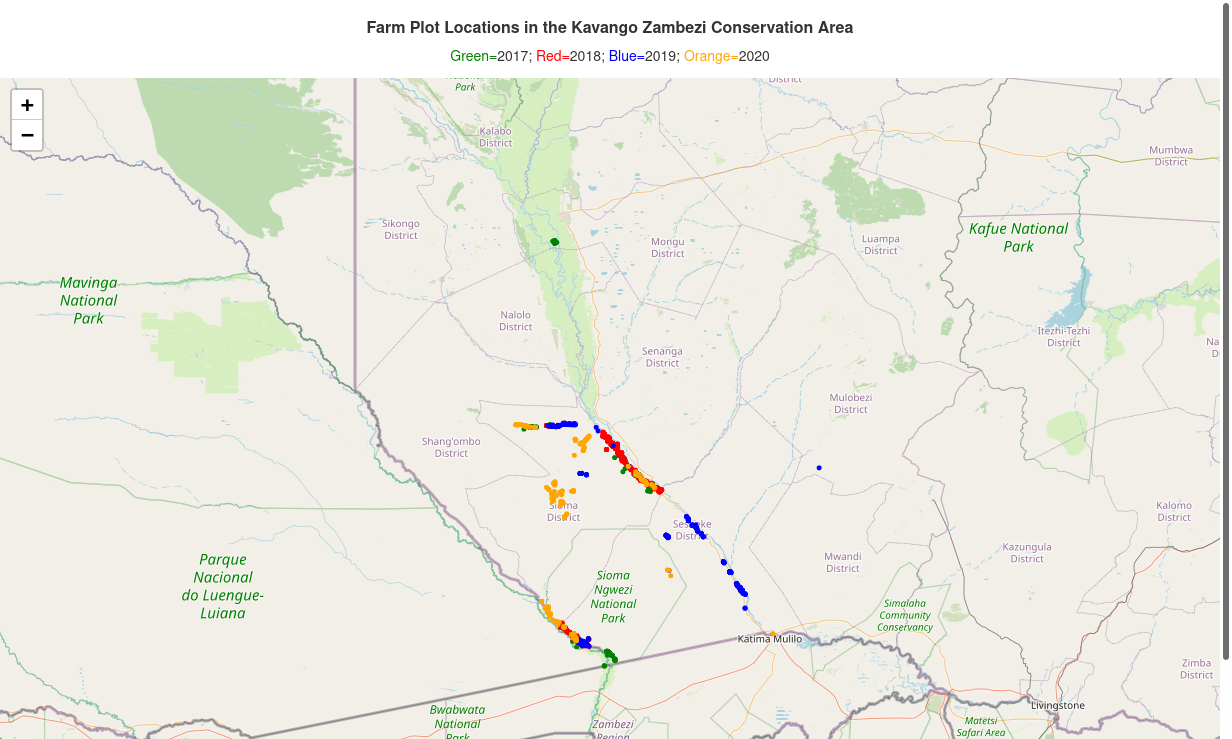 Farm Plot Locations in the Kavango Zambezi Conservation Area
Green=2017; Red=2018; Blue=2019; Orange=2020
+
−
Park
District
Kalabo
District
Mumbwa
District
Sikongo
District
Mongu
District
Luampa
District
Kafue National
Park
Mavinga
National
Park
Nalolo
District
Itezhi-Tezhi
District
Na
D
Senanga
District
Mulobezi
District
Shang'ombo
District
Sioma
District
Kalomo
District
District
Kazungula
District
Mwandi
District
Parque
Nacional
do Luengue-
Luiana
Sioma
Ngwezi
National
Park
Simalaha
Community
Conservancy
Katima Mulilo
Zimba
District
Livingstone
Bwabwata
National
Park
Zambezi
Region
Matetsi
Safari Area